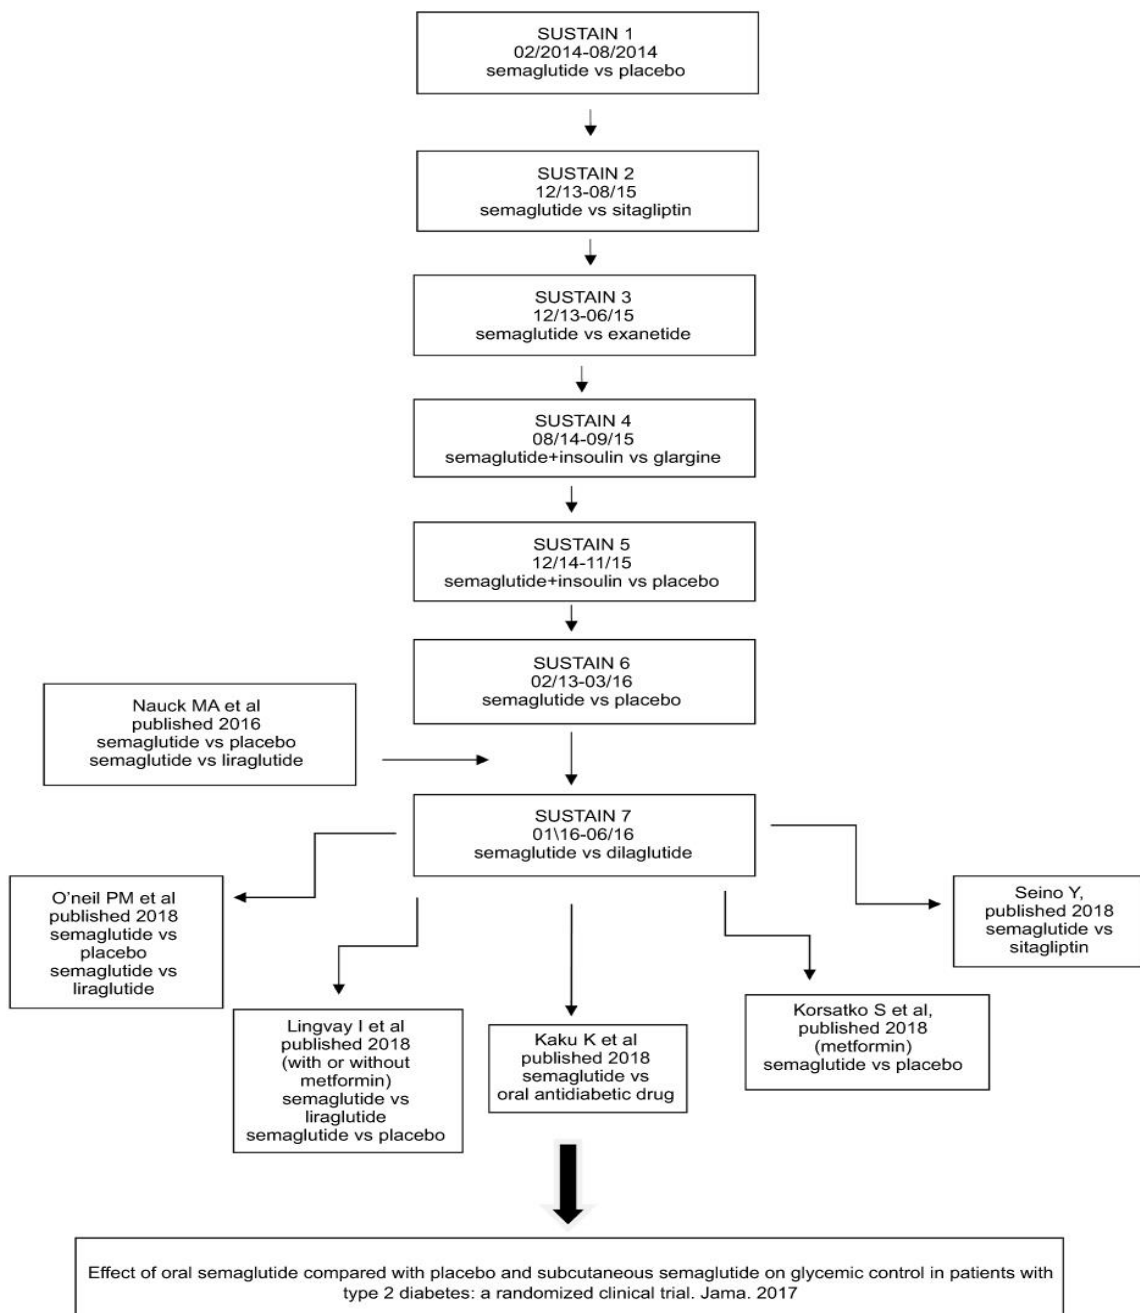 SUSTAIN 1
02/2014-08/2014
semaglutide vs placebo
SUSTAIN 2
12/13-08/15
semaglutide vs sitagliptin
SUSTAIN 3
12/13-06/15
semaglutide vs exanetide
SUSTAIN 4
08/14-09/15
semaglutide+insoulin vs glargine
SUSTAIN 5
12/14-11/15
semaglutide+insoulin vs placebo
SUSTAIN 6
02/13-03/16
semaglutide vs placebo
Nauck MA et al
published 2016
semaglutide vs placebo
semaglutide vs liraglutide
SUSTAIN 7
01\16-06/16
semaglutide vs dilaglutide
O'neil PM et al
published 2018
semaglutide vs
placebo
semaglutide vs
liraglutide
Lingvay I et al
published 2018
(with or without
metformin)
semaglutide vs
liraglutide
semaglutide vs placebo
Kaku K et al
published 2018
semaglutide vs
oral antidiabetic drug
Korsatko S et al,
published 2018
(metformin)
semaglutide vs placebo
Seino Y,
published 2018
semaglutide vs
sitagliptin
Effect of oral semaglutide compared with placebo and subcutaneous semaglutide on glycemic control in patients with
type 2 diabetes: a randomized clinical trial. Jama. 2017